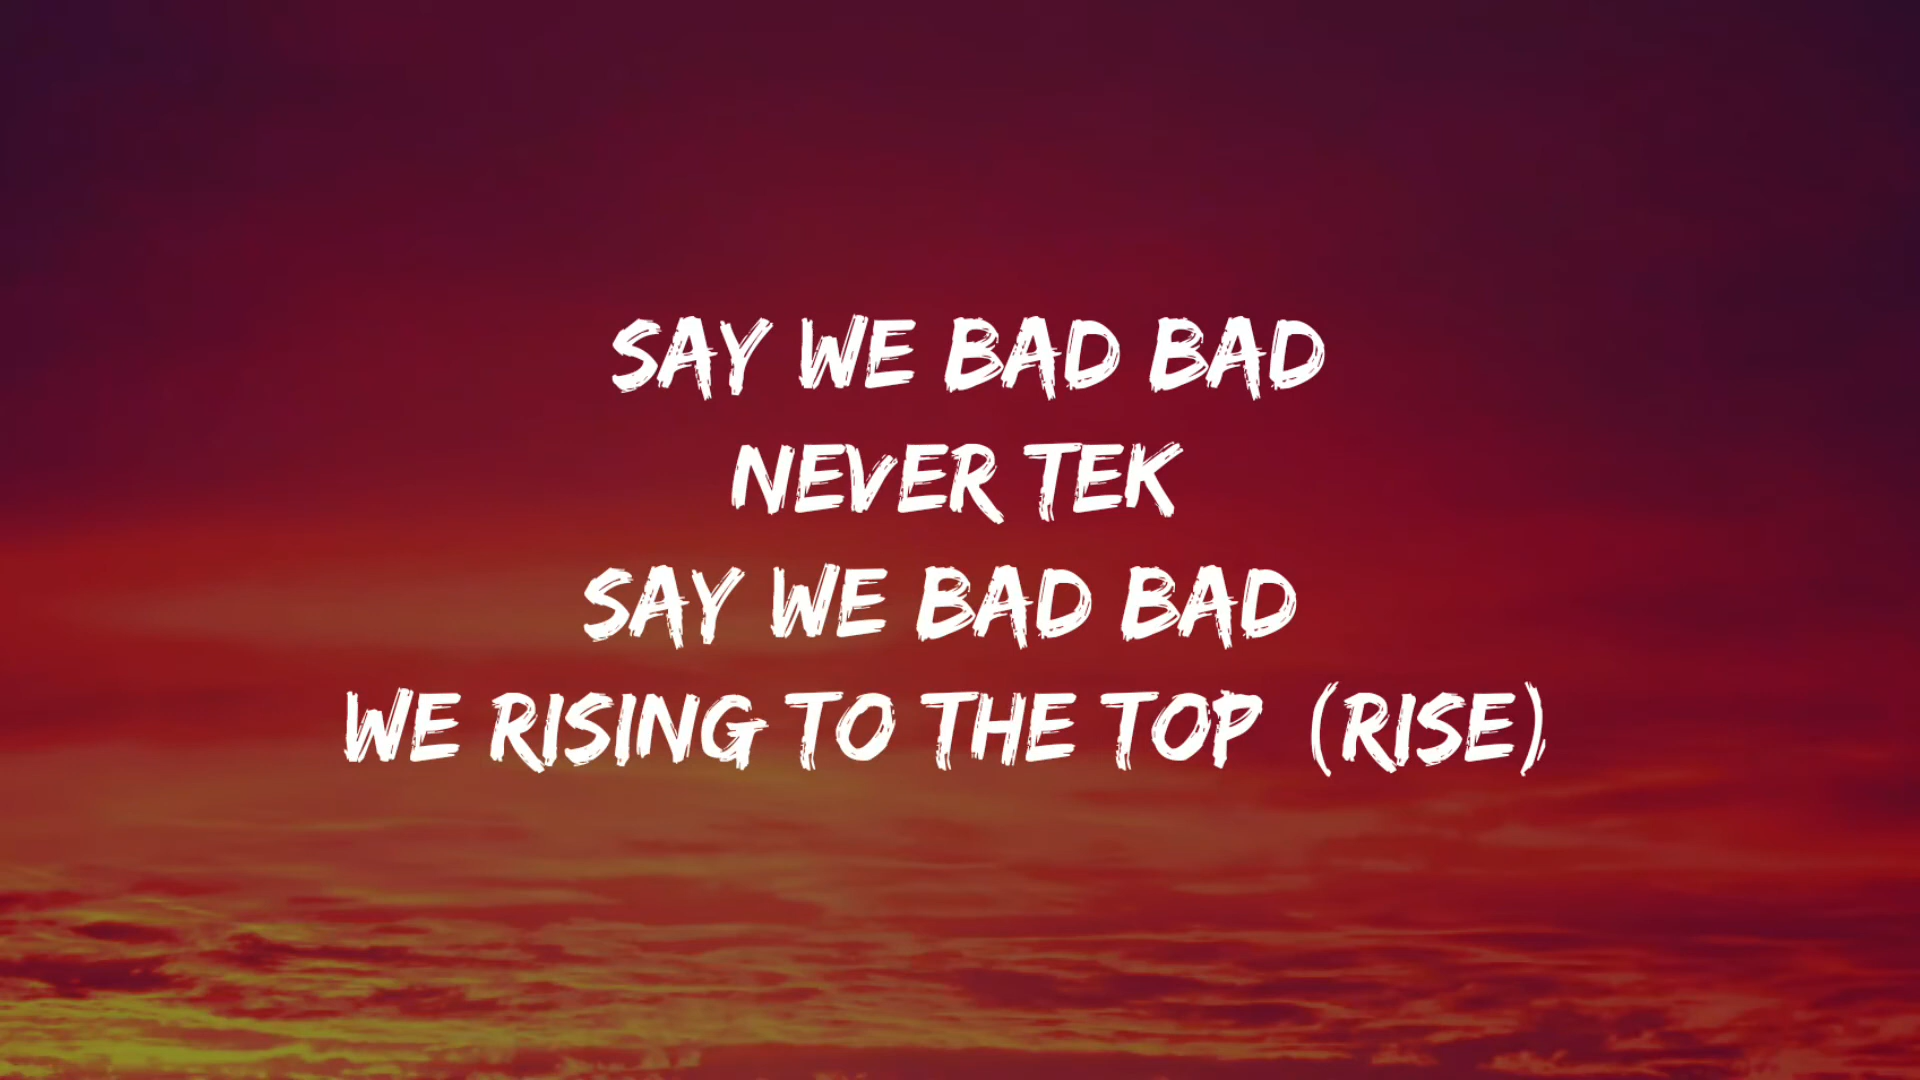 SAY WE BAD BAD
NEVER TEK
SAY WE BAD BAD
WE RISING TO THE TOP (RISE)